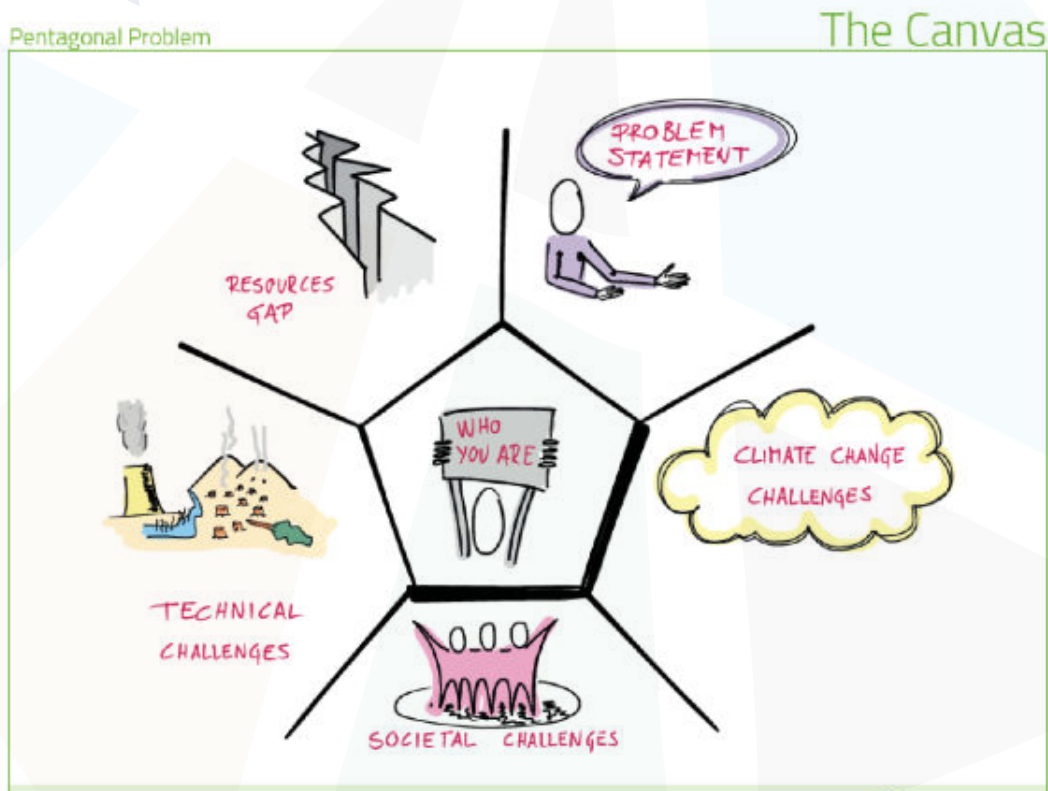 Pentagonal Problem
The Canvas
PROBLEM
STATEMENT
RESOURCES
GAP
WHO
YOU ARE
CLIMATE CHANGE
CHALLENGES
TECHNICAL
CHALLENGES
SOCIETAL CHALLENGES